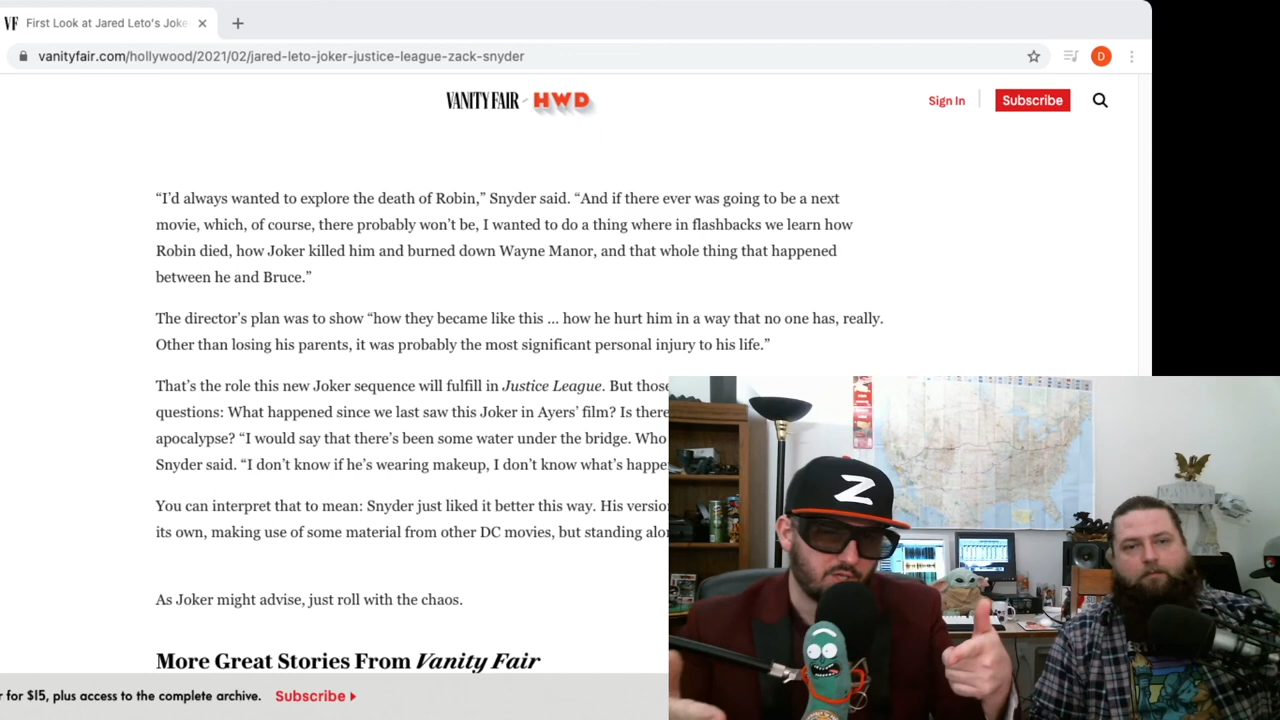 VF First Look at Jared Leto's Joke
vanityfair.com/hollywood/2021/02/jared-leto-joker-justice-league-zack-snyder
D
VANITY FAIR HWD
Sign In
Subscribe
“I’d always wanted to explore the death of Robin,” Snyder said. “And if there ever was going to be a next
movie, which, of course, there probably won’t be, I wanted to do a thing where in flashbacks we learn how
Robin died, how Joker killed him and burned down Wayne Manor, and that whole thing that happened
between he and Bruce.”
The director’s plan was to show “how they became like this ... how he hurt him in a way that no one has, really.
Other than losing his parents, it was probably the most significant personal injury to his life.”
That’s the role this new Joker sequence will fulfill in Justice League. But those
questions: What happened since we last saw this Joker in Ayers’ film? Is there
apocalypse? “I would say that there’s been some water under the bridge. Who
Snyder said. “I don’t know if he’s wearing makeup, I don’t know what’s happe
You can interpret that to mean: Snyder just liked it better this way. His versio
its own, making use of some material from other DC movies, but standing alo
As Joker might advise, just roll with the chaos.
More Great Stories From Vanity Fair
r for $15, plus access to the complete archive. Subscribe
Z